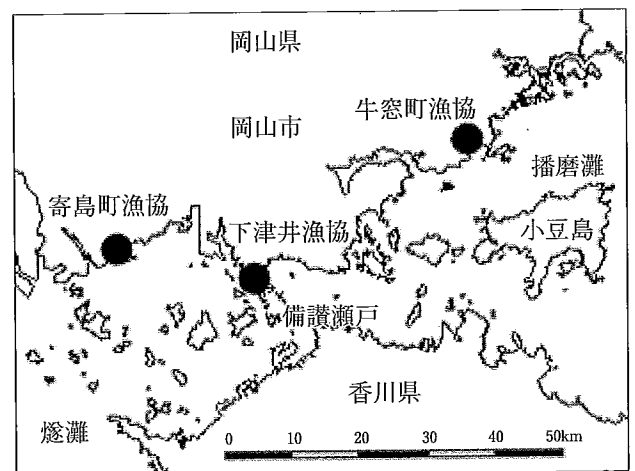 岡山県
牛窓町漁協
岡山市
播磨灘
寄島町漁協
下津井漁協
小豆島
備讃瀬戸
香川県
燧灘
0 10 20 30 40 50km